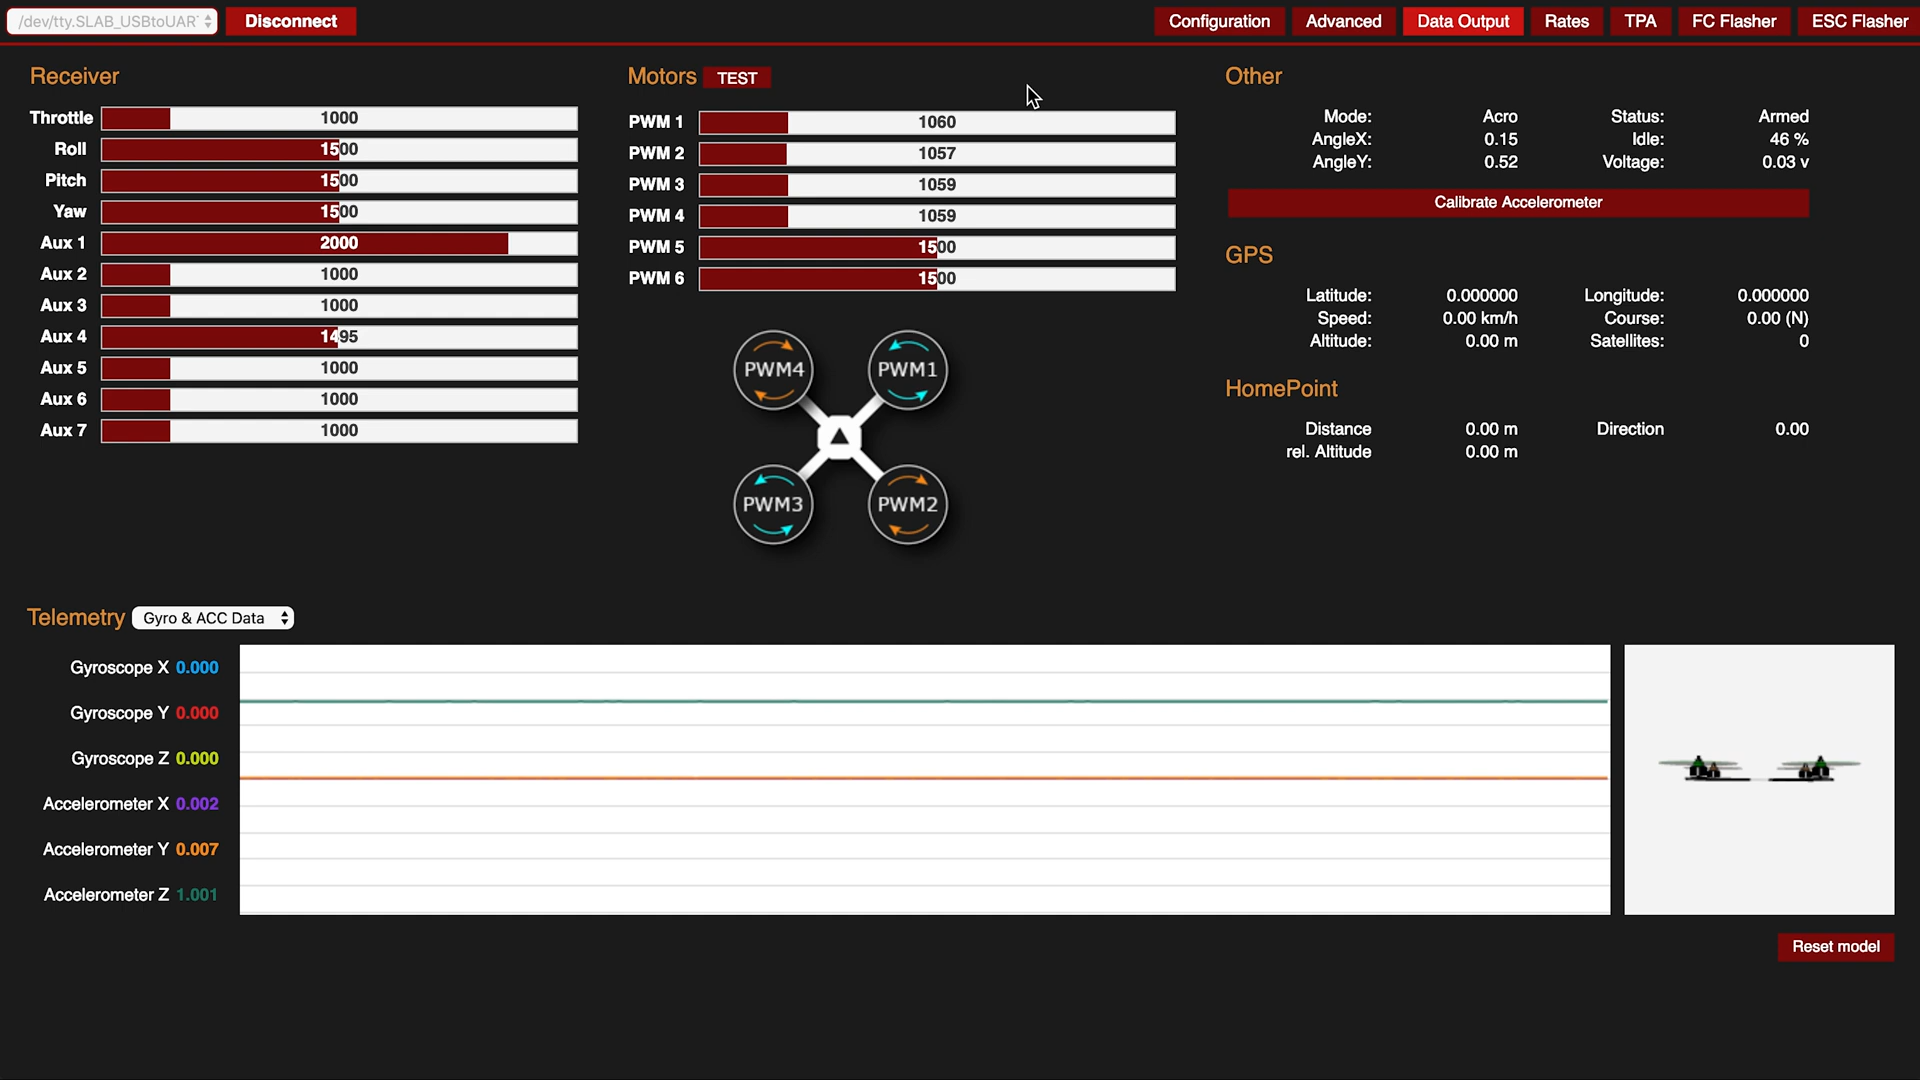 /dev/tty.SLAB_USBtoUART Disconnect Configuration Advanced Data Output Rates TPA FC Flasher ESC Flasher
Receiver
Throttle 1000
Roll 1500
Pitch 1500
Yaw 1500
Aux 1 2000
Aux 2 1000
Aux 3 1000
Aux 4 1495
Aux 5 1000
Aux 6 1000
Aux 7 1000
Motors TEST
PWM 1 1060
PWM 2 1057
PWM 3 1059
PWM 4 1059
PWM 5 1500
PWM 6 1500
PWM4 PWM1
PWM3 PWM2
Other
Mode: Acro Status: Armed
AngleX: 0.15 Idle: 46 %
AngleY: 0.52 Voltage: 0.03 v
Calibrate Accelerometer
GPS
Latitude: 0.000000 Longitude: 0.000000
Speed: 0.00 km/h Course: 0.00 (N)
Altitude: 0.00 m Satellites: 0
HomePoint
Distance 0.00 m Direction 0.00
rel. Altitude 0.00 m
Telemetry Gyro & ACC Data
Gyroscope X 0.000
Gyroscope Y 0.000
Gyroscope Z 0.000
Accelerometer X 0.002
Accelerometer Y 0.007
Accelerometer Z 1.001
Reset model